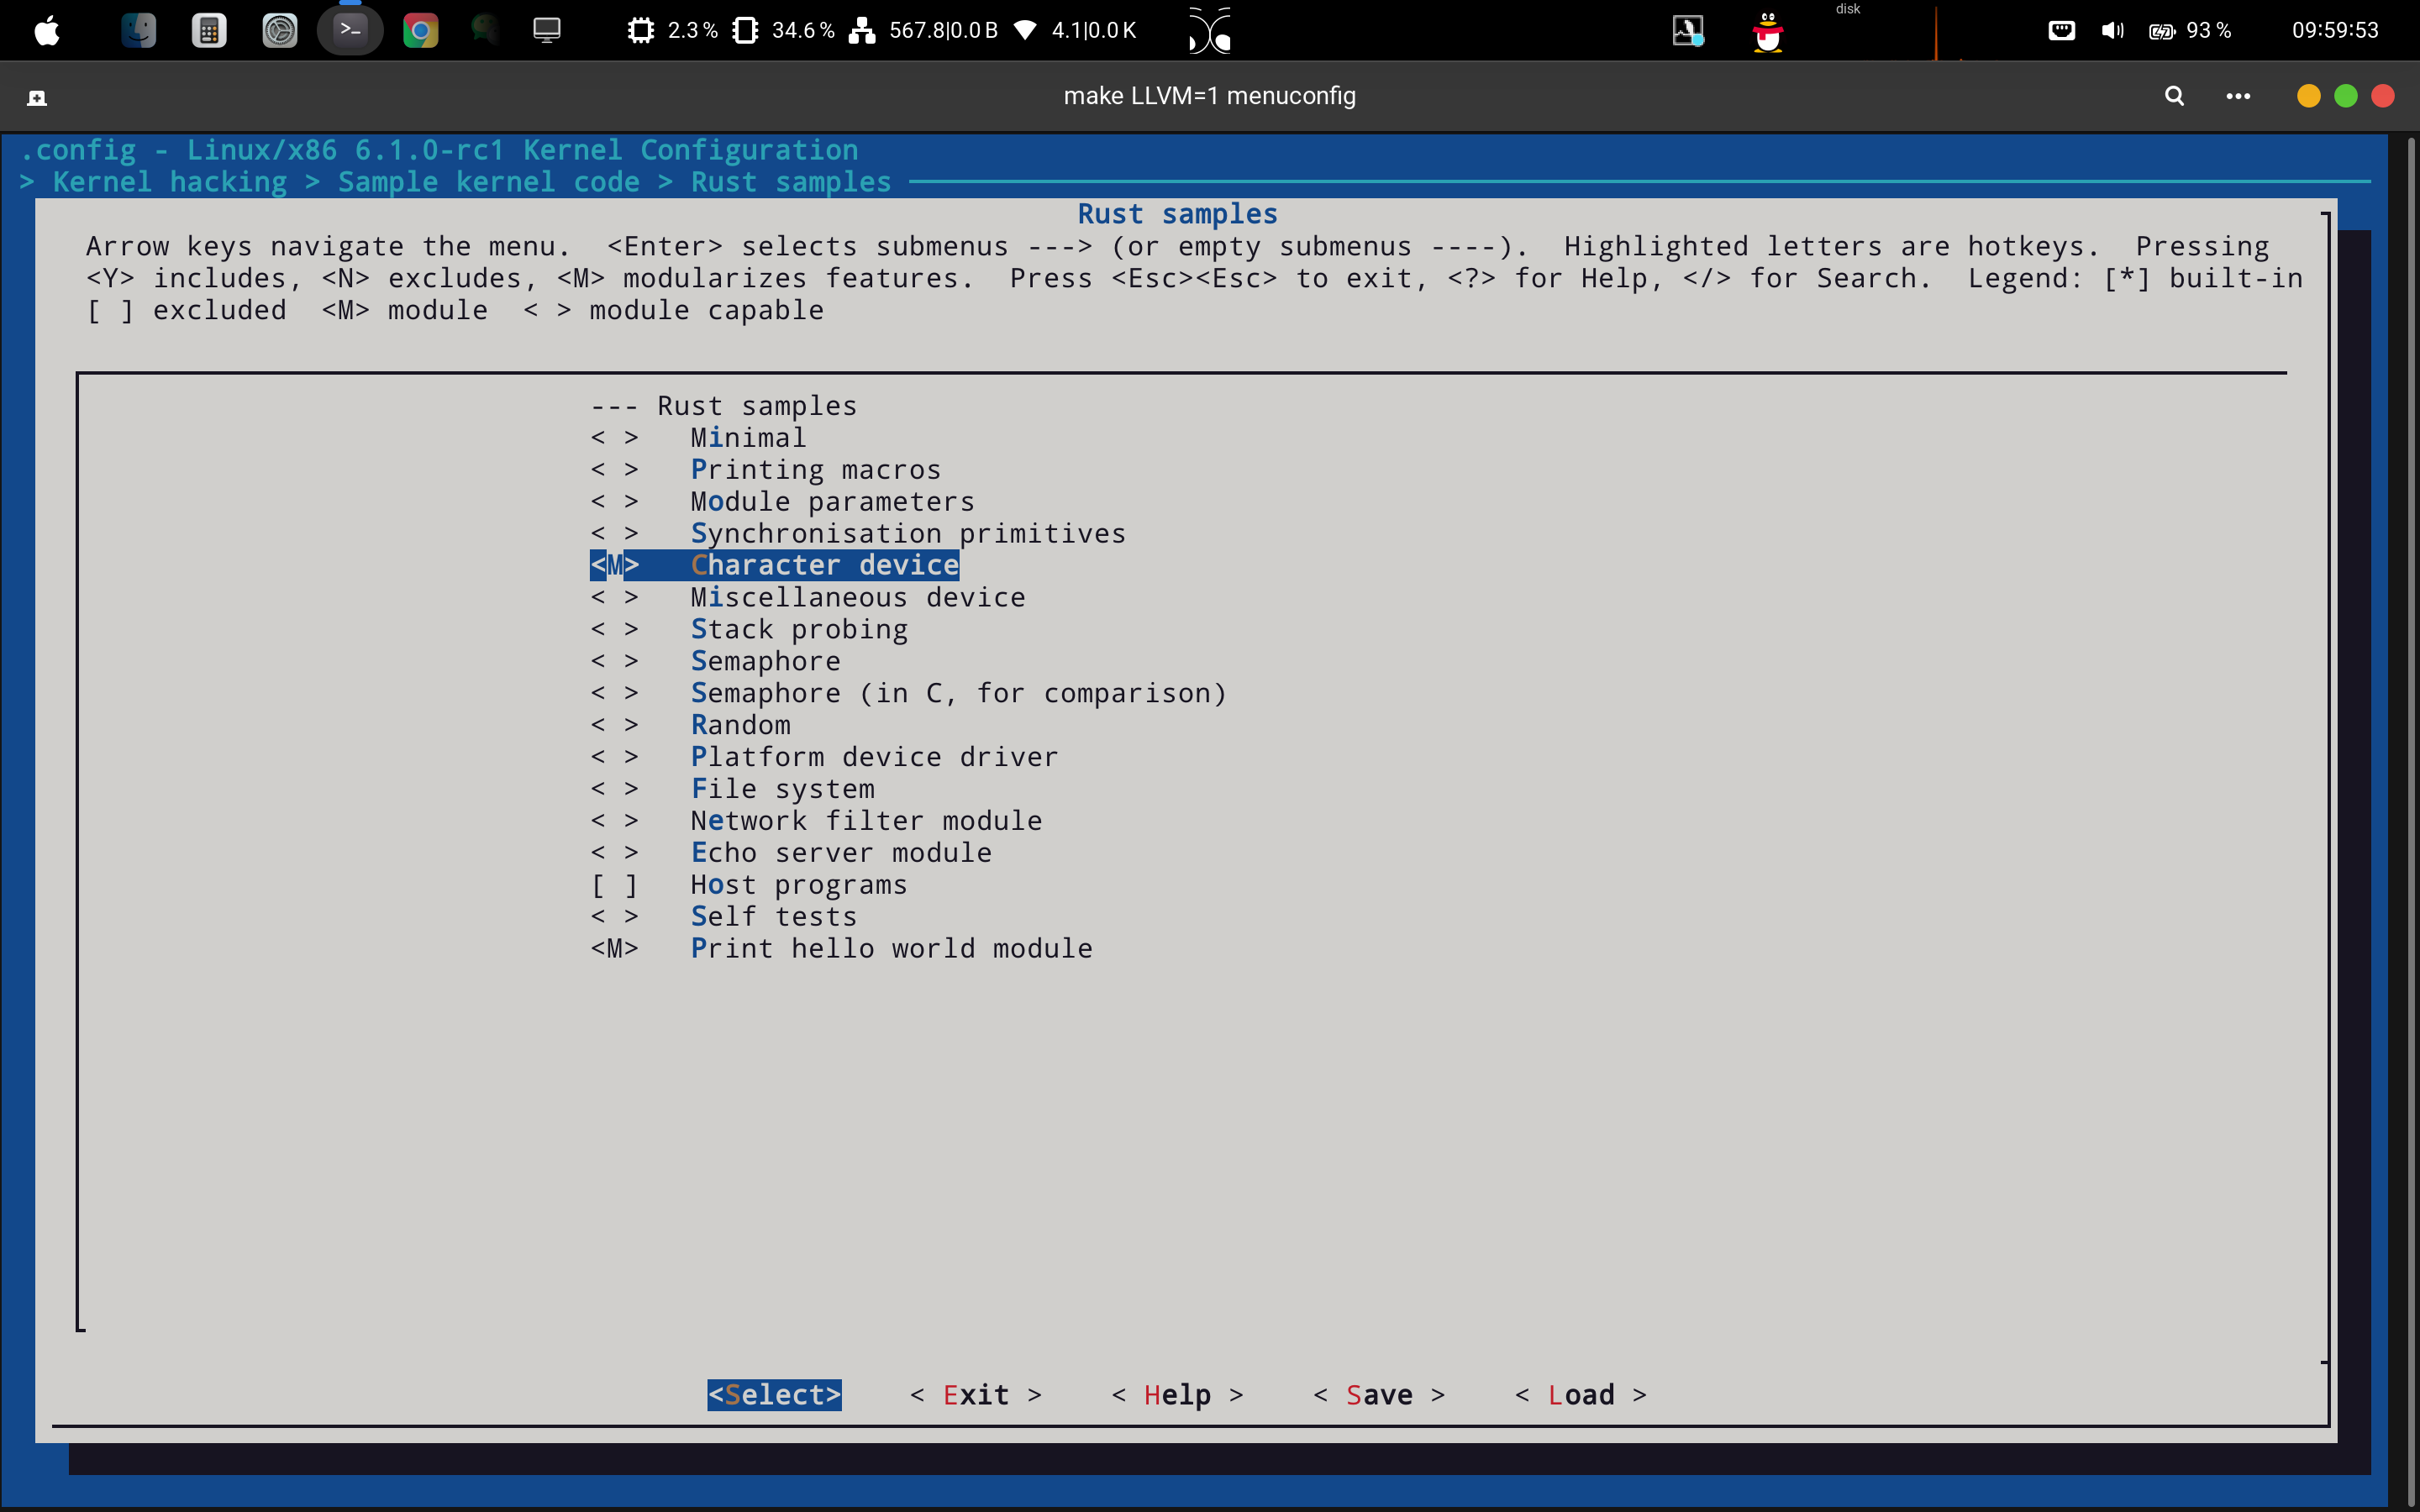 2.3 % 34.6 % 567.8|0.0 B 4.1|0.0 K disk 93 % 09:59:53
make LLVM=1 menuconfig
.config - Linux/x86 6.1.0-rc1 Kernel Configuration
> Kernel hacking > Sample kernel code > Rust samples
Rust samples
Arrow keys navigate the menu.  <Enter> selects submenus ---> (or empty submenus ----).  Highlighted letters are hotkeys.  Pressing
<Y> includes, <N> excludes, <M> modularizes features.  Press <Esc><Esc> to exit, <?> for Help, </> for Search.  Legend: [*] built-in
[ ] excluded  <M> module  < > module capable
--- Rust samples
< >   Minimal
< >   Printing macros
< >   Module parameters
< >   Synchronisation primitives
<M>   Character device
< >   Miscellaneous device
< >   Stack probing
< >   Semaphore
< >   Semaphore (in C, for comparison)
< >   Random
< >   Platform device driver
< >   File system
< >   Network filter module
< >   Echo server module
[ ]   Host programs
< >   Self tests
<M>   Print hello world module
<Select>    < Exit >    < Help >    < Save >    < Load >